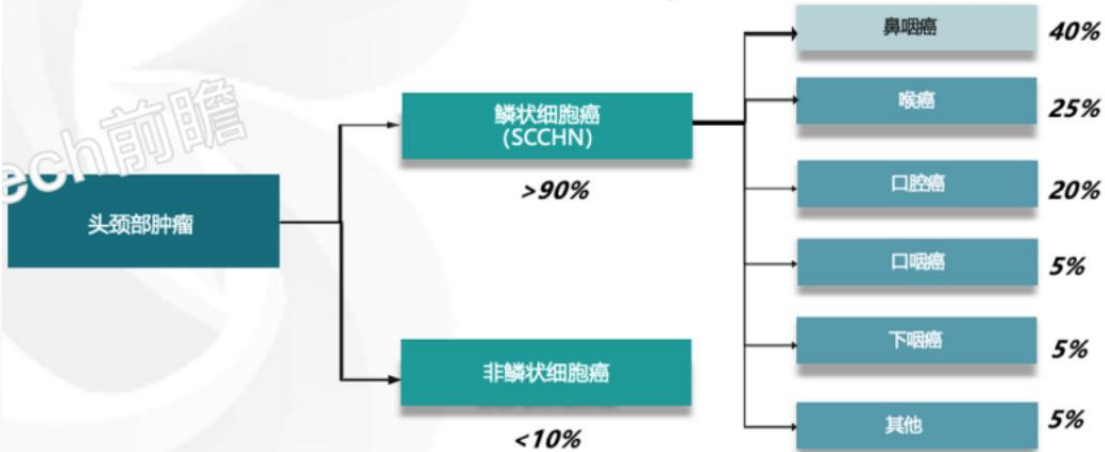 鼻咽癌
40%
喉癌
25%
鳞状细胞癌
(SCCHN)
>90%
ech前瞻
口腔癌
20%
头颈部肿瘤
口咽癌
5%
下咽癌
5%
非鳞状细胞癌
<10%
其他
5%